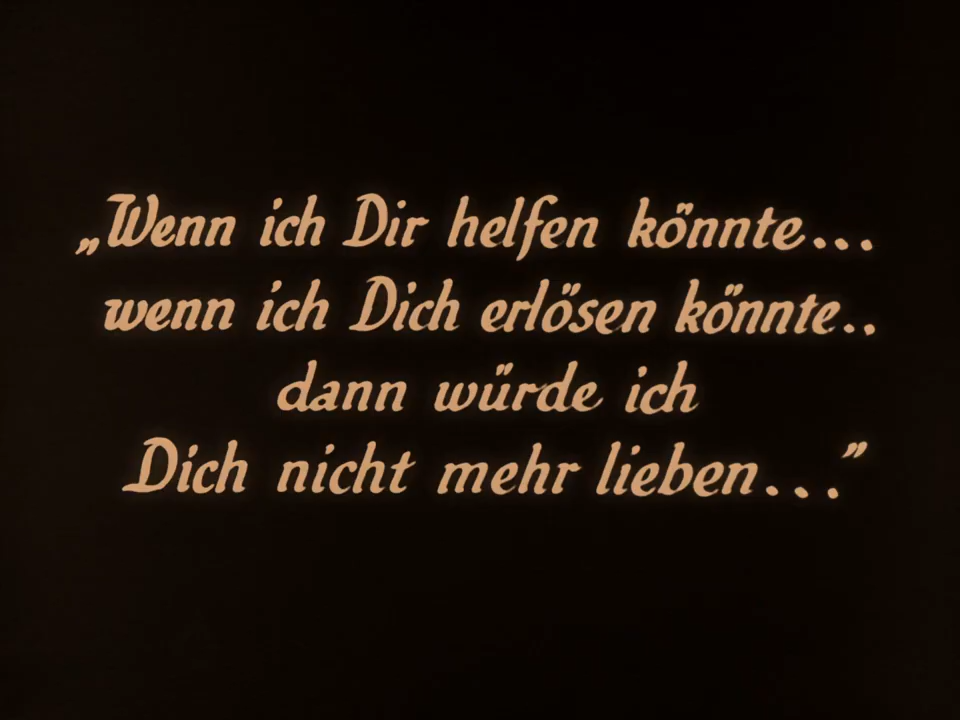 „Wenn ich Dir helfen könnte...
wenn ich Dich erlösen könnte..
dann würde ich
Dich nicht mehr lieben..."